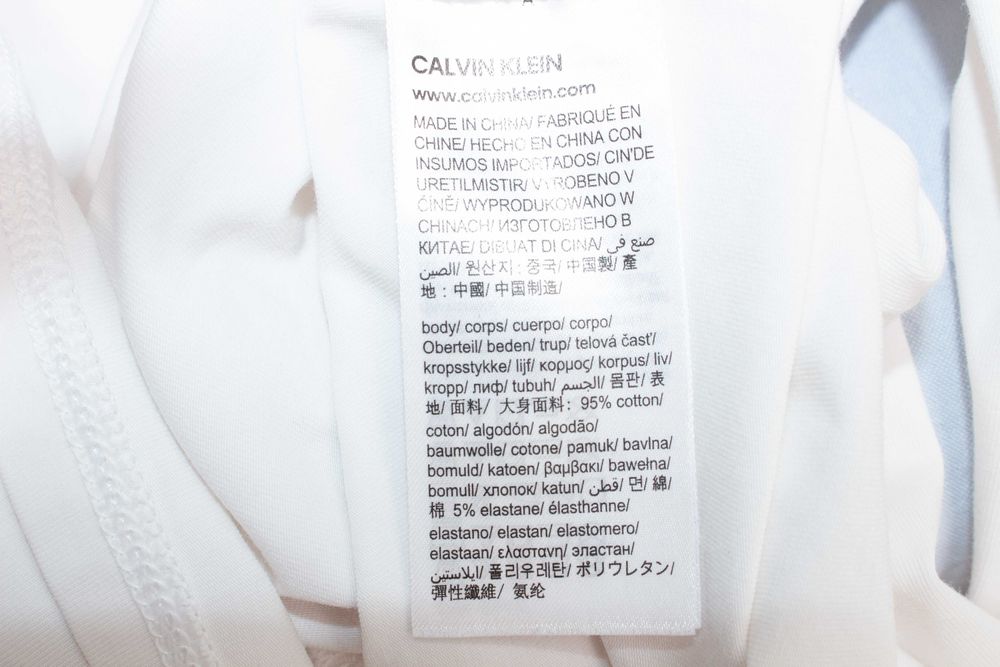 CALVIN KLEIN
www.calvinklein.com
MADE IN CHINA/ FABRIQUÉ EN
CHINE/ HECHO EN CHINA CON
INSUMOS IMPORTADOS/ CIN'DE
URETILMISTIR/ VYROBENO V
ČÍNĚ/ WYPRODUKOWANO W
CHINACH/ ИЗГОТОВЛЕНО В
КИТАЕ/ DIBUAT DI CINA/ صنع في
الصين/ 원산지: 중국/ 中国製/ 產
地：中國/ 中国制造/
body/ corps/ cuerpo/ corpo/
Oberteil/ beden/ trup/ telová časť/
kropsstykke/ lijf/ κορμος/ korpus/ liv/
kropp/ лиф/ tubuh/ الجسم/ 몸판/ 表
地/ 面料/ 大身面料：95% cotton/
coton/ algodón/ algodão/
baumwolle/ cotone/ pamuk/ bavlna/
bomuld/ katoen/ βαμβακι/ bawełna/
bomull/ хлопок/ katun/ قطن/ 면/ 綿/
棉 5% elastane/ élasthanne/
elastano/ elastan/ elastomero/
elastaan/ ελαστανη/ эластан/
ايلاستين/ 폴리우레탄/ ポリウレタン/
彈性纖維/ 氨纶